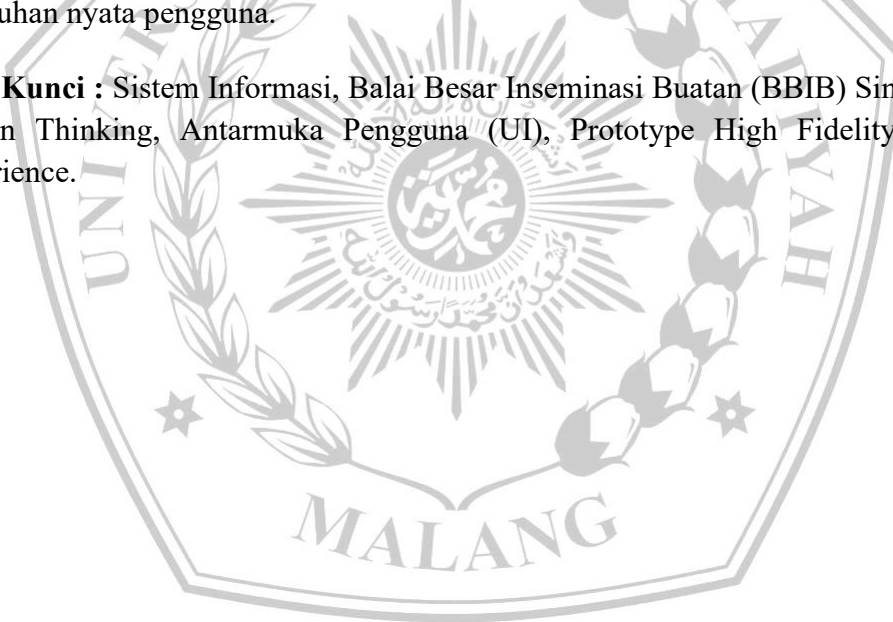 uhan nyata pengguna.
Kunci : Sistem Informasi, Balai Besar Inseminasi Buatan (BBIB) Sin
n Thinking, Antarmuka Pengguna (UI), Prototype High Fidelity
rience.
MALANG